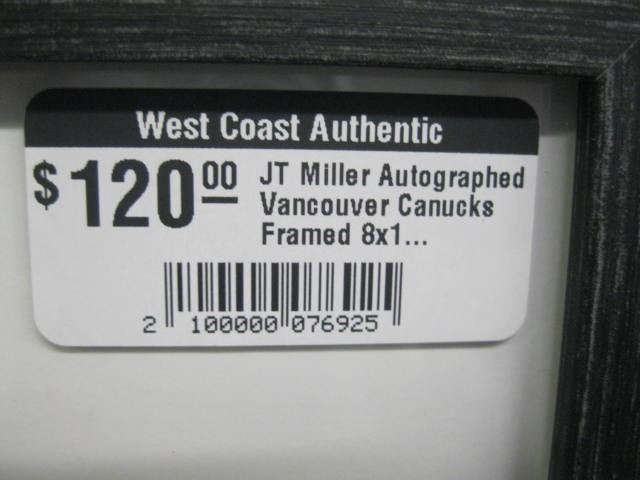 West Coast Authentic
$120.00 JT Miller Autographed
Vancouver Canucks
Framed 8x1...
2 100000 076925